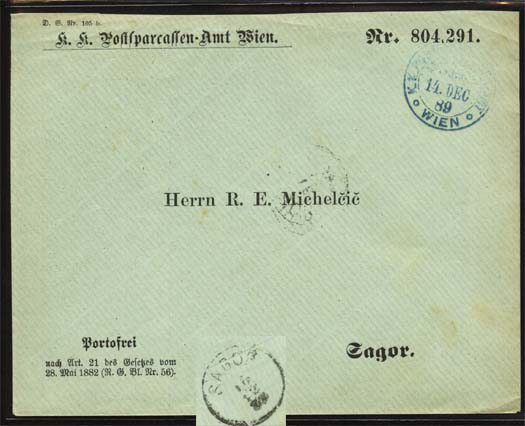 D. S. Nr. 105 b.
K. K. Postsparcassen-Amt Wien.
Nr. 804,291.
14. DEC
89
WIEN
Herrn R. E. Michelčič
Portofrei
nach Art. 21 des Gesetzes vom
28. Mai 1882 (R. G. Bl. Nr. 56).
Sagor.
SAGOR